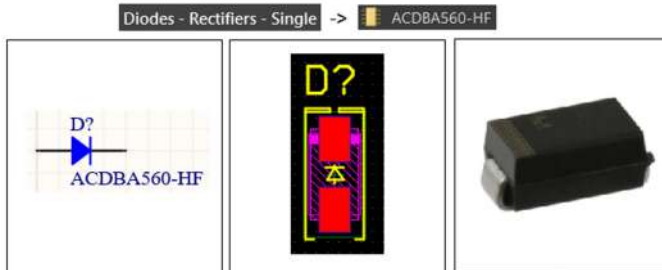 Diodes - Rectifiers - Single -> ACDBA560-HF
D?
ACDBA560-HF
D?